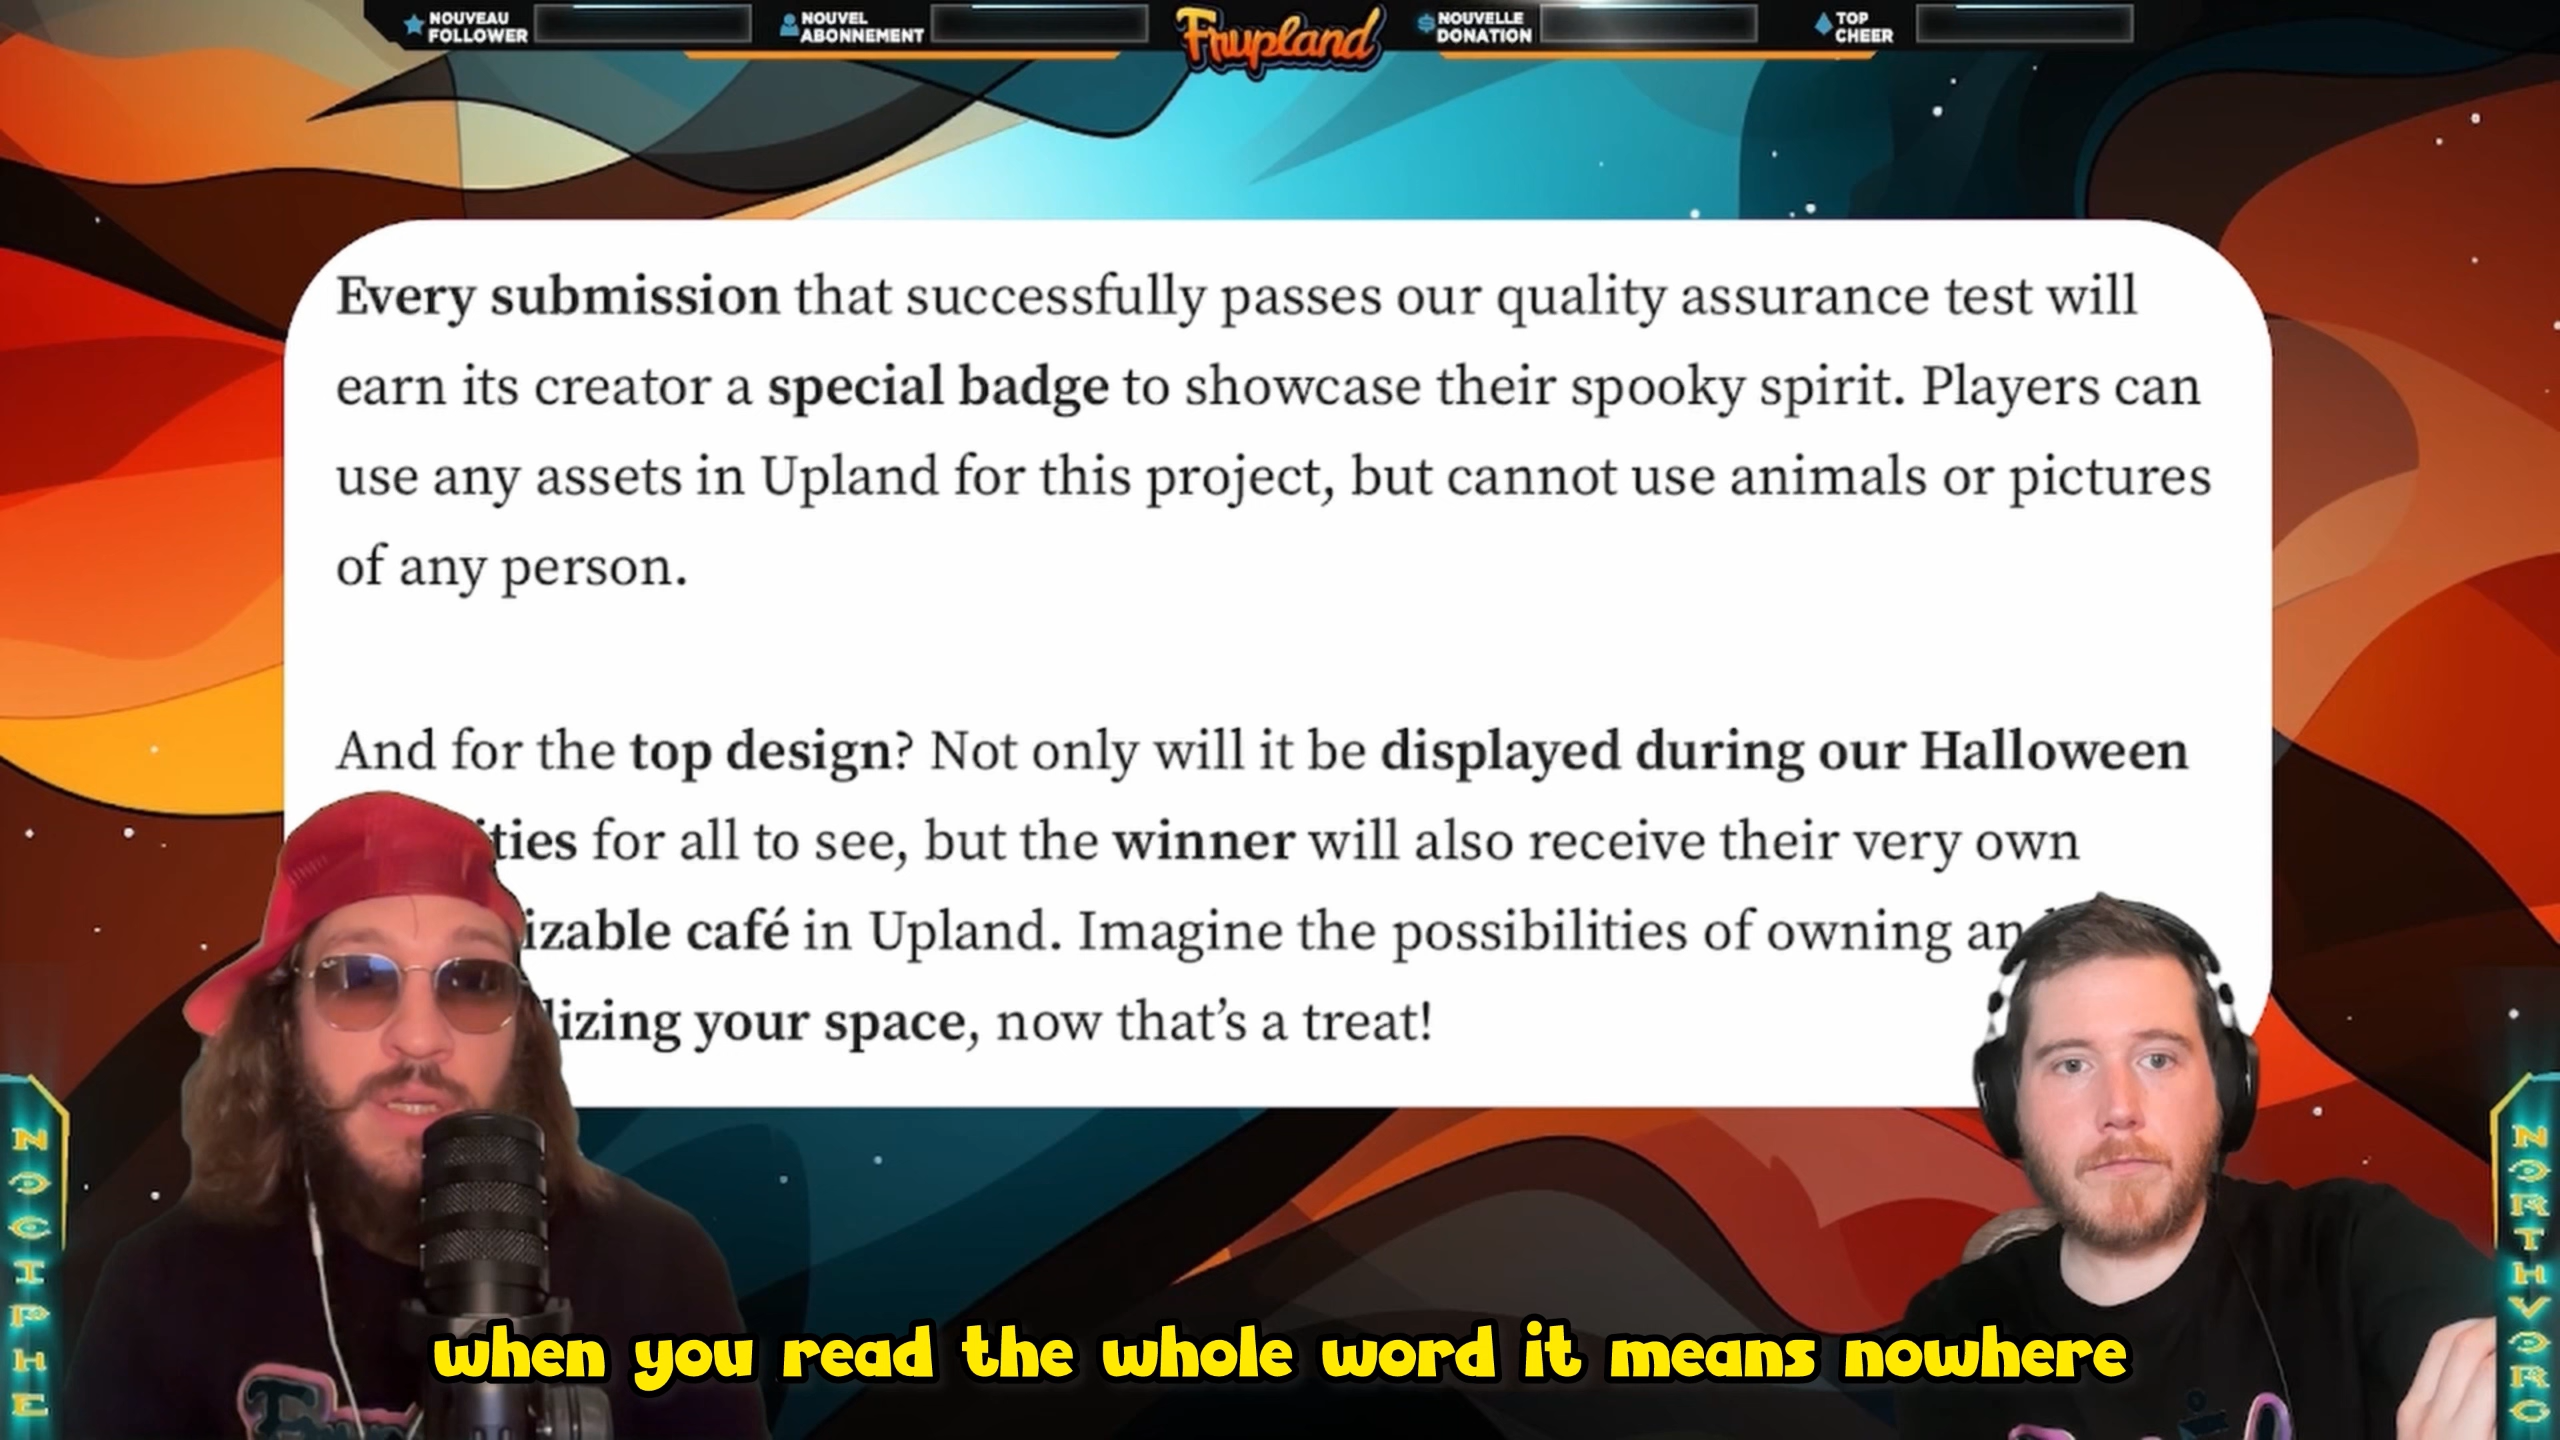 NOUVEAU
FOLLOWER
NOUVEL
ABONNEMENT
Frupland
NOUVELLE
DONATION
TOP
CHEER
Every submission that successfully passes our quality assurance test will
earn its creator a special badge to showcase their spooky spirit. Players can
use any assets in Upland for this project, but cannot use animals or pictures
of any person.
And for the top design? Not only will it be displayed during our Halloween
for all to see, but the winner will also receive their very own
café in Upland. Imagine the possibilities of owning
your space, now that’s a treat!
when you read the whole word it means nowhere